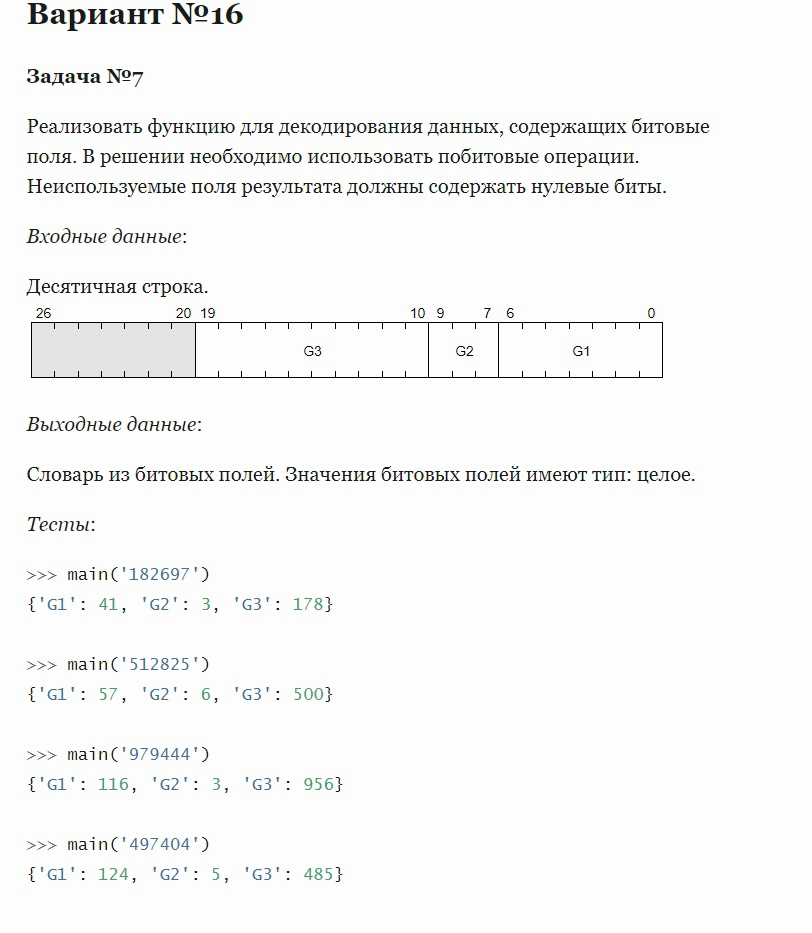 Вариант №16
Задача №7
Реализовать функцию для декодирования данных, содержащих битовые
поля. В решении необходимо использовать побитовые операции.
Неиспользуемые поля результата должны содержать нулевые биты.
Входные данные:
Десятичная строка.
26 20 19 10 9 7 6 0
G3 G2 G1
Выходные данные:
Словарь из битовых полей. Значения битовых полей имеют тип: целое.
Тесты:
>>> main('182697')
{'G1': 41, 'G2': 3, 'G3': 178}
>>> main('512825')
{'G1': 57, 'G2': 6, 'G3': 500}
>>> main('979444')
{'G1': 116, 'G2': 3, 'G3': 956}
>>> main('497404')
{'G1': 124, 'G2': 5, 'G3': 485}